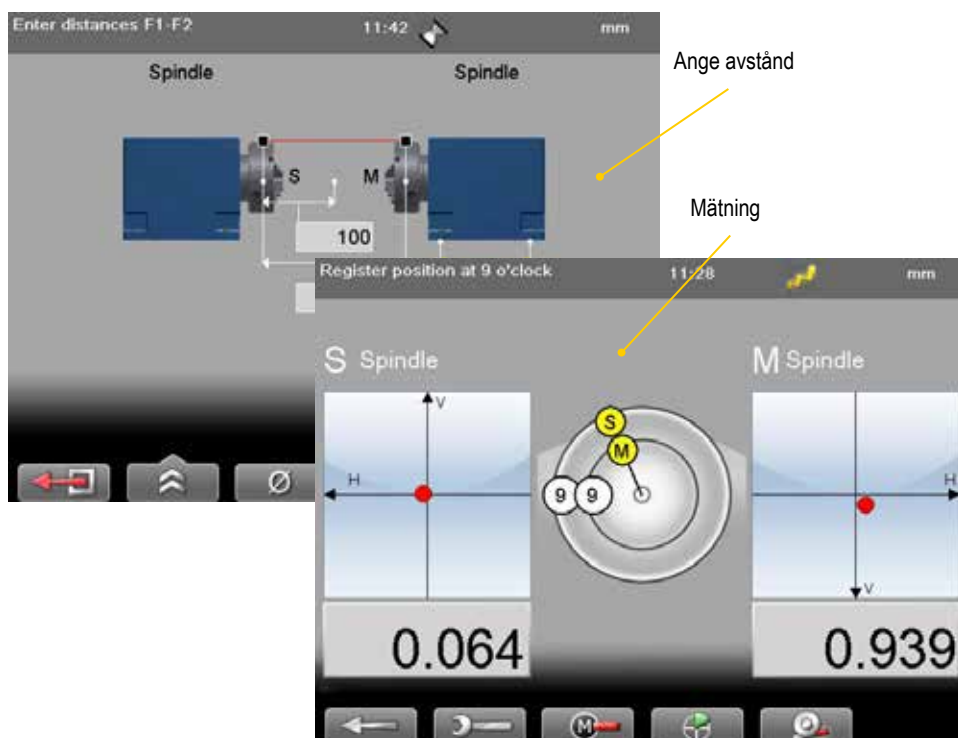 Enter distances F1-F2 11:42 mm
Spindle Spindle
Ange avstånd
S M
100
Mätning
Register position at 9 o'clock 11:28 mm
S Spindle M Spindle
V
S
M
H 9 9 H
V
0.064 0.939
M